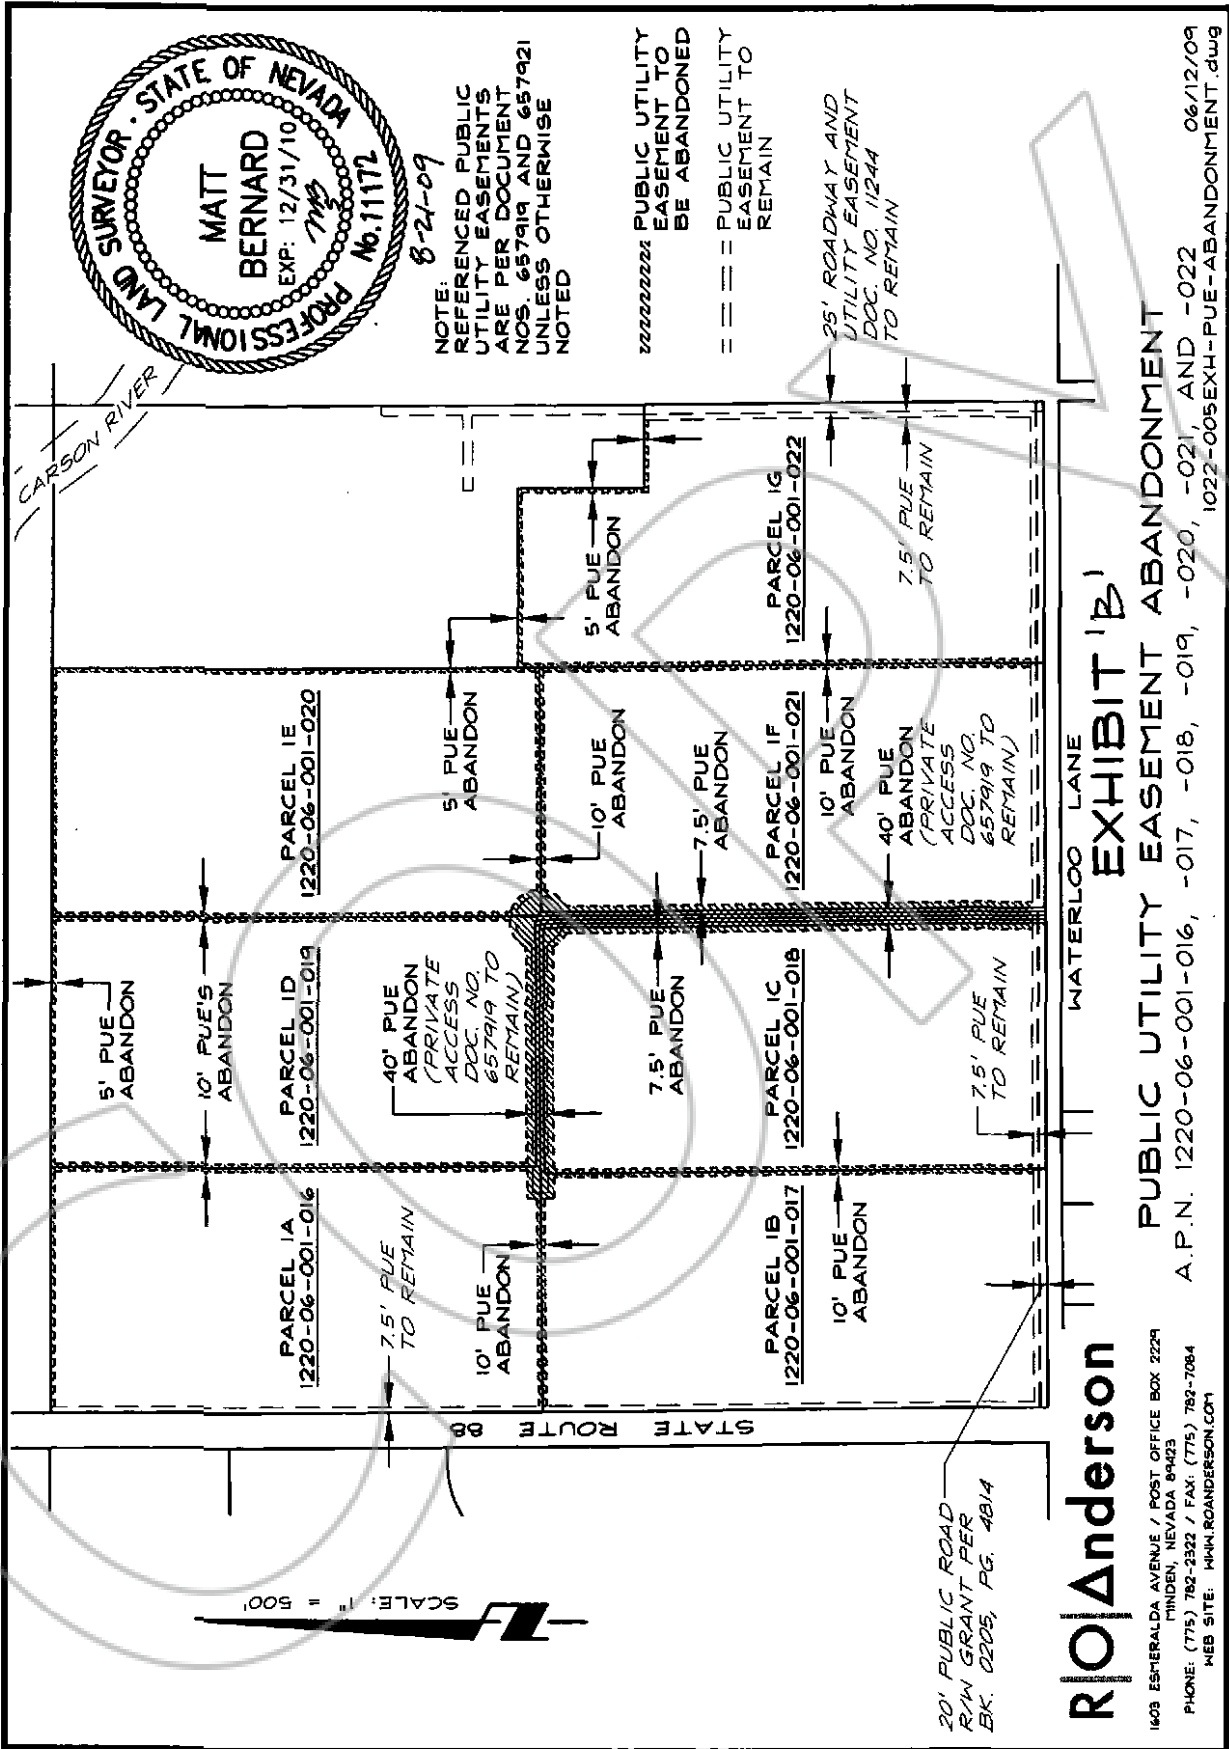 CARSON RIVER
PROFESSIONAL LAND SURVEYOR · STATE OF NEVADA
MATT
BERNARD
EXP: 12/31/10
No. 11172
8-21-09
NOTE:
REFERENCED PUBLIC
UTILITY EASEMENTS
ARE PER DOCUMENT
NOS. 657919 AND 657921
UNLESS OTHERWISE
NOTED
PUBLIC UTILITY
EASEMENT TO
BE ABANDONED
= = = = PUBLIC UTILITY
EASEMENT TO
REMAIN
25' ROADWAY AND
UTILITY EASEMENT
DOC. NO. 11244
TO REMAIN
5' PUE
ABANDON
10' PUE'S
ABANDON
PARCEL 1A
1220-06-001-016
PARCEL 1D
1220-06-001-019
PARCEL 1E
1220-06-001-020
7.5' PUE
TO REMAIN
40' PUE
ABANDON
(PRIVATE
ACCESS
DOC. NO.
657919 TO
REMAIN)
5' PUE
ABANDON
10' PUE
ABANDON
10' PUE
ABANDON
5' PUE
ABANDON
7.5' PUE
ABANDON
7.5' PUE
ABANDON
PARCEL 1B
1220-06-001-017
PARCEL 1C
1220-06-001-018
PARCEL 1F
1220-06-001-021
PARCEL 1G
1220-06-001-022
10' PUE
ABANDON
10' PUE
ABANDON
40' PUE
ABANDON
(PRIVATE
ACCESS
DOC. NO.
657919 TO
REMAIN)
7.5' PUE
TO REMAIN
7.5' PUE
TO REMAIN
STATE ROUTE 88
SCALE: 1" = 500'
20' PUBLIC ROAD
R/W GRANT PER
BK. 0205, PG. 4814
WATERLOO LANE
EXHIBIT 'B'
PUBLIC UTILITY EASEMENT ABANDONMENT
A.P.N. 1220-06-001-016, -017, -018, -019, -020, -021, AND -022
06/12/09
1022-005EXH-PUE-ABANDONMENT.dwg
RO Anderson
1603 ESMERALDA AVENUE / POST OFFICE BOX 2229
MINDEN, NEVADA 89423
PHONE: (775) 782-2322 / FAX: (775) 782-7084
WEB SITE: WWW.ROANDERSON.COM
COPY